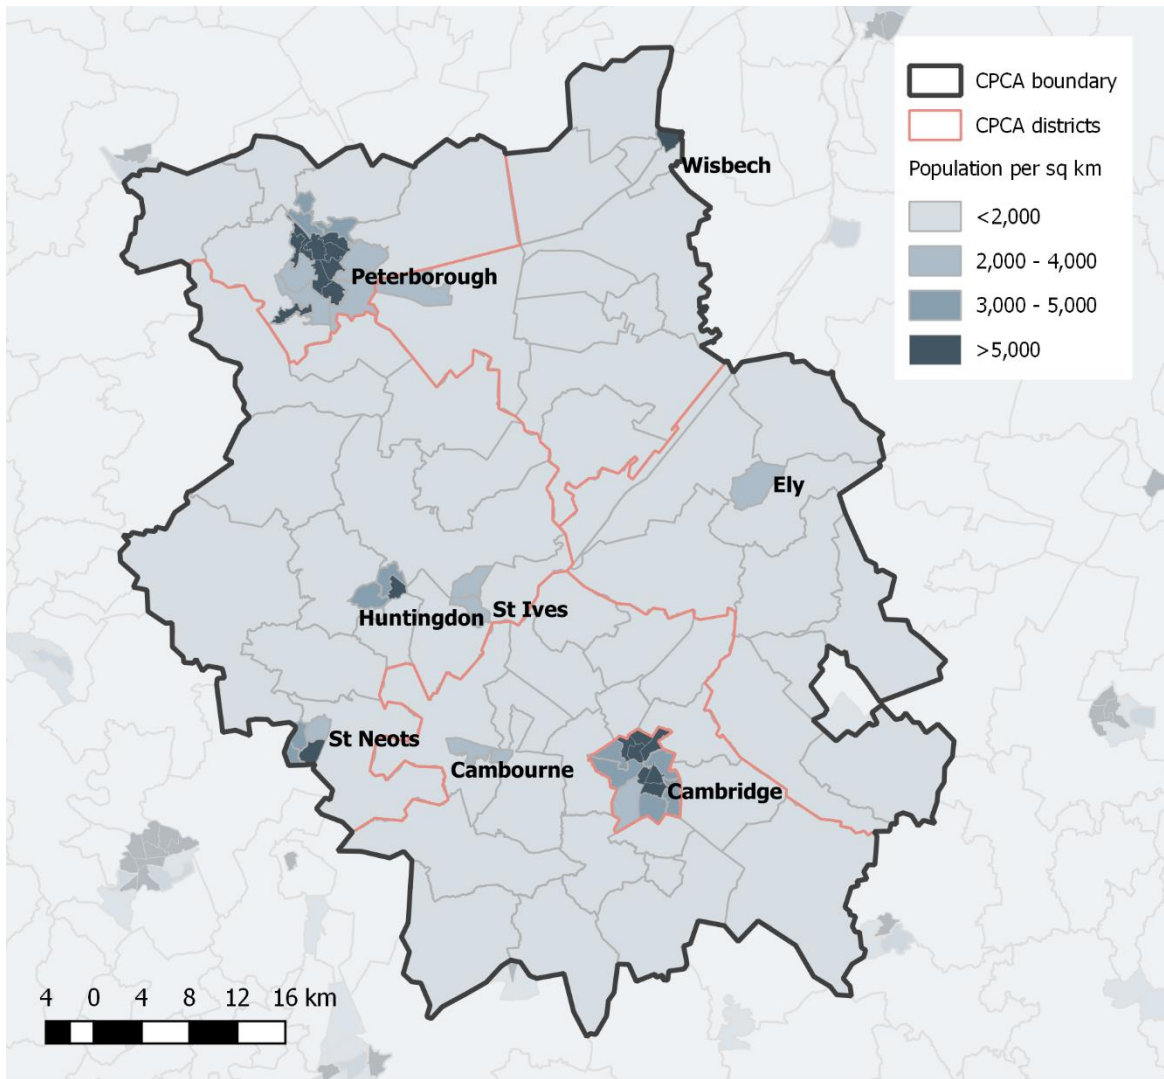 CPCA boundary
CPCA districts
Population per sq km
<2,000
2,000 - 4,000
3,000 - 5,000
>5,000
Wisbech
Peterborough
Ely
Huntingdon
St Ives
St Neots
Cambourne
Cambridge
4 0 4 8 12 16 km